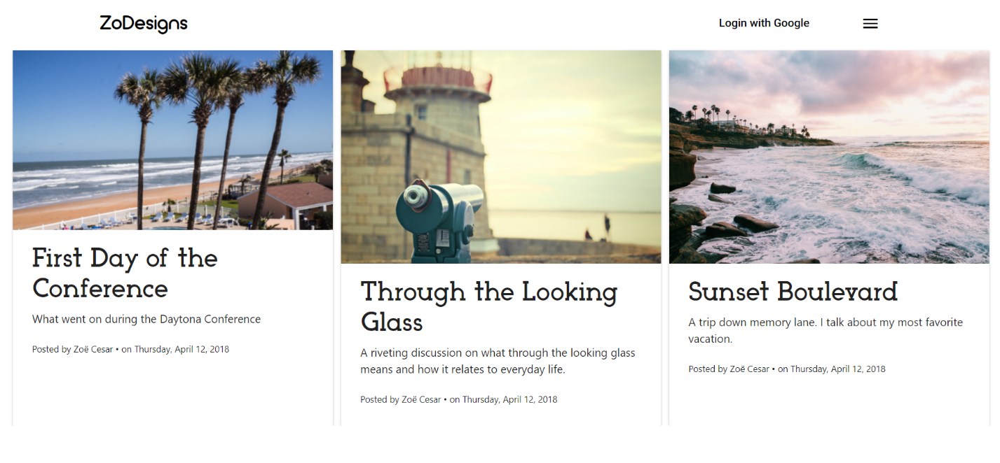 ZoDesigns
Login with Google
First Day of the
Conference
What went on during the Daytona Conference
Posted by Zoë Cesar • on Thursday, April 12, 2018
Through the Looking
Glass
A riveting discussion on what through the looking glass
means and how it relates to everyday life.
Posted by Zoë Cesar • on Thursday, April 12, 2018
Sunset Boulevard
A trip down memory lane. I talk about my most favorite
vacation.
Posted by Zoë Cesar • on Thursday, April 12, 2018